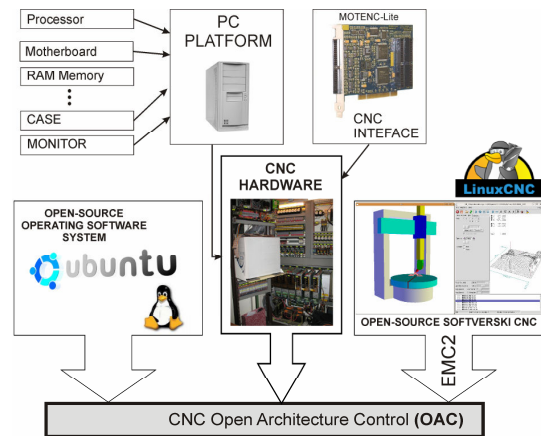 Processor
Motherboard
RAM Memory
CASE
MONITOR
PC
PLATFORM
MOTENC-Lite
CNC
INTEFACE
CNC
HARDWARE
LinuxCNC
OPEN-SOURCE
OPERATING SOFTWARE
SYSTEM
ubuntu
OPEN-SOURCE SOFTVERSKI CNC
EMC2
CNC Open Architecture Control (OAC)